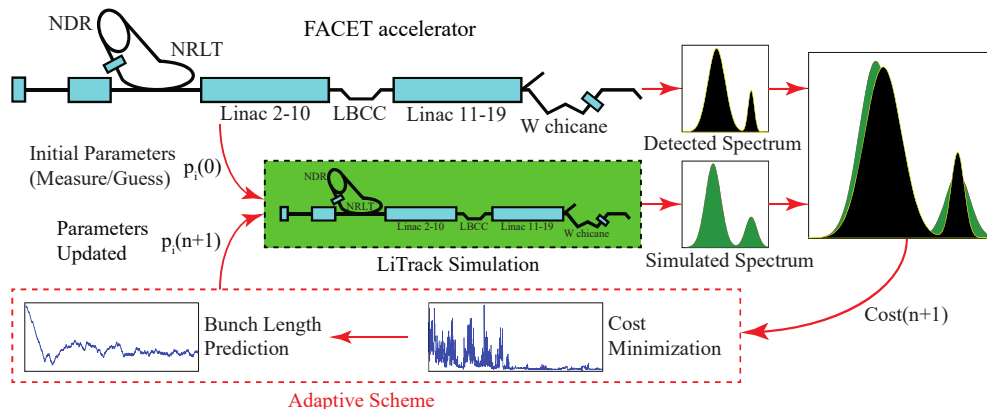 FACET accelerator
NDR
NRLT
Linac 2-10
LBCC
Linac 11-19
W chicane
Detected Spectrum
Initial Parameters
(Measure/Guess)
p_i(0)
Parameters
Updated
p_i(n+1)
NDR
NRLT
Linac 2-10
LBCC
Linac 11-19
W chicane
LiTrack Simulation
Simulated Spectrum
Cost(n+1)
Bunch Length
Prediction
Cost
Minimization
Adaptive Scheme